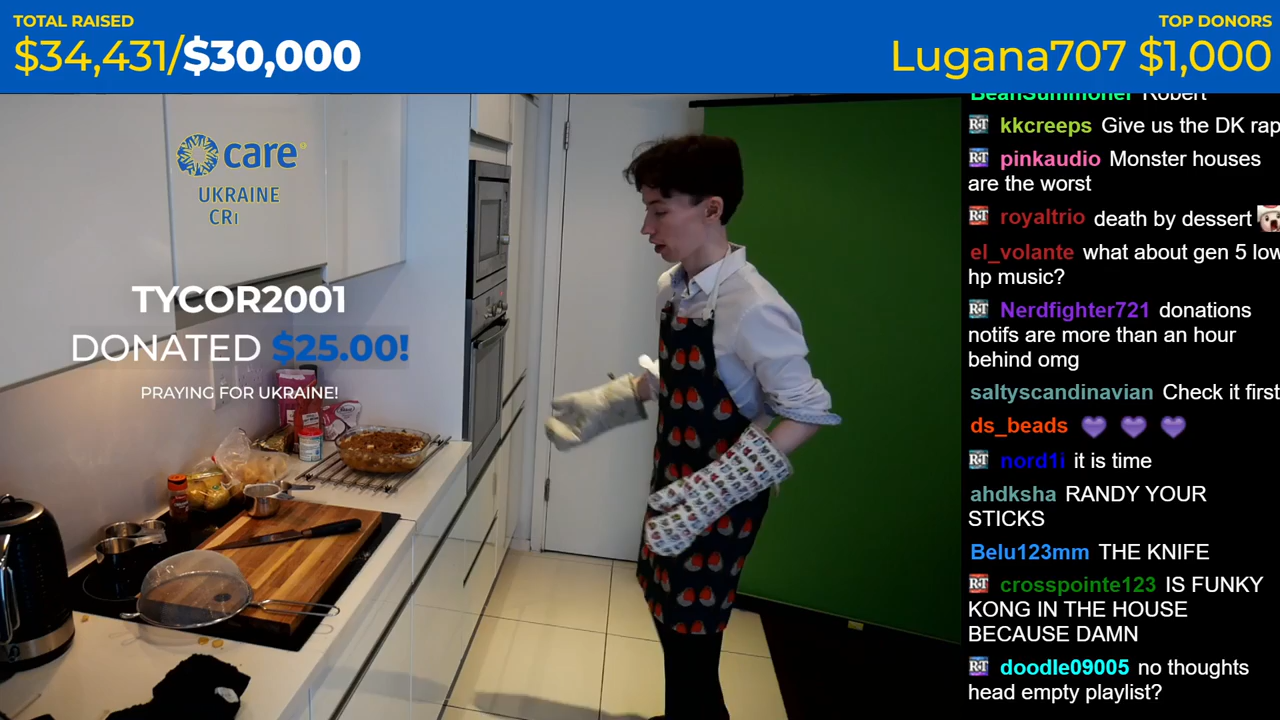 TOTAL RAISED
$34,431/$30,000
TOP DONORS
Lugana707 $1,000
care
UKRAINE
CRI
TYCOR2001
DONATED $25.00!
PRAYING FOR UKRAINE!
BeanSummoner Robert
kkcreeps Give us the DK rap
pinkaudio Monster houses
are the worst
royaltrio death by dessert
el_volante what about gen 5 low
hp music?
Nerdfighter721 donations
notifs are more than an hour
behind omg
saltyscandinavian Check it first
ds_beads
nord1i it is time
ahdksha RANDY YOUR
STICKS
Belu123mm THE KNIFE
crosspointe123 IS FUNKY
KONG IN THE HOUSE
BECAUSE DAMN
doodle09005 no thoughts
head empty playlist?